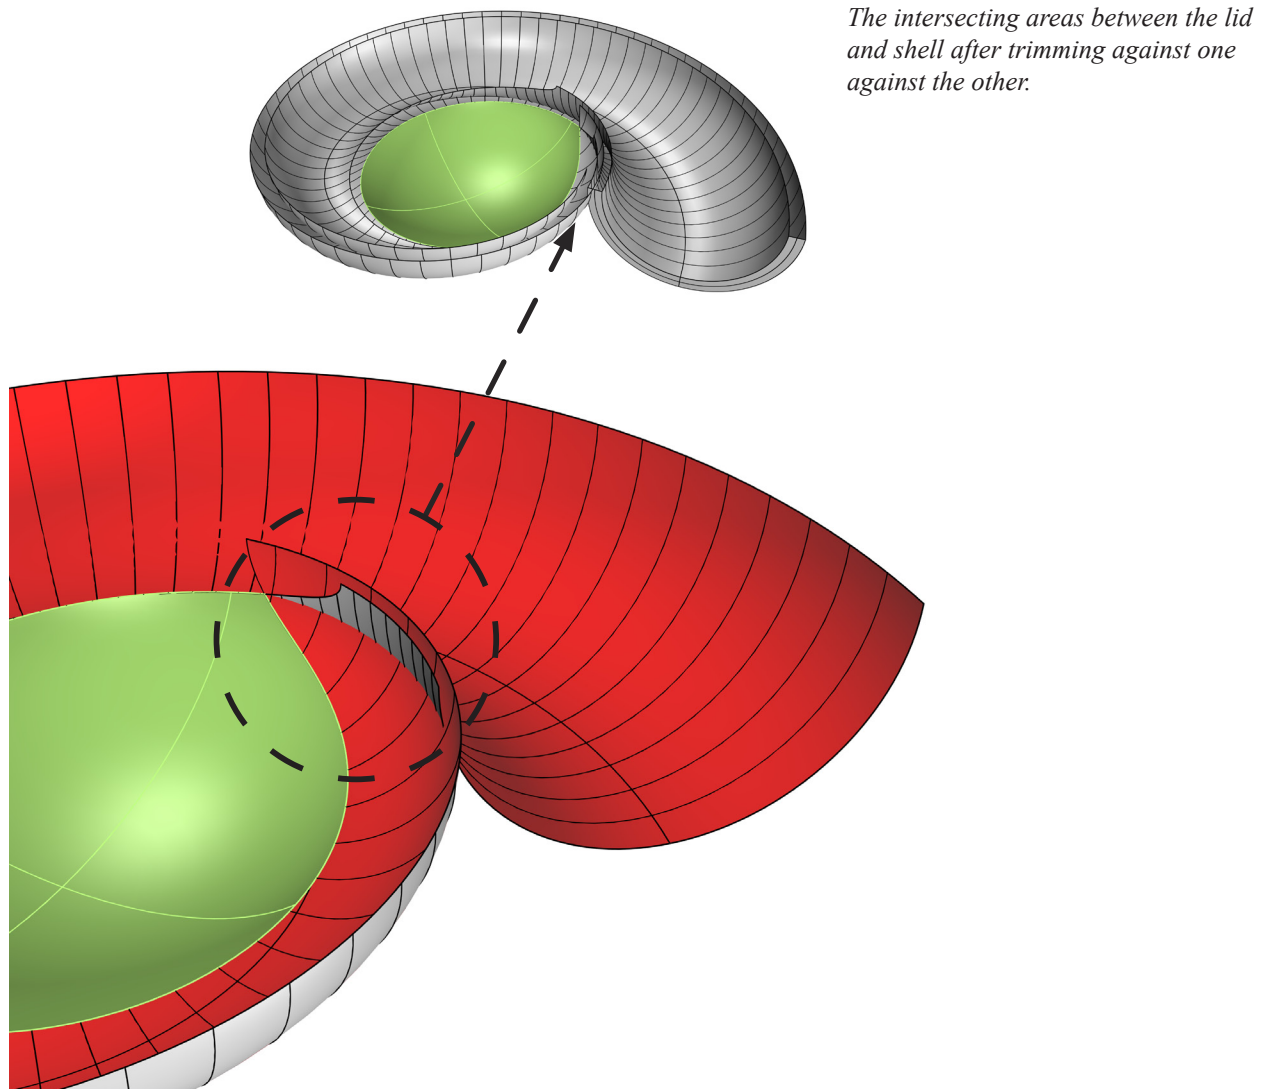 The intersecting areas between the lid
and shell after trimming against one
against the other.